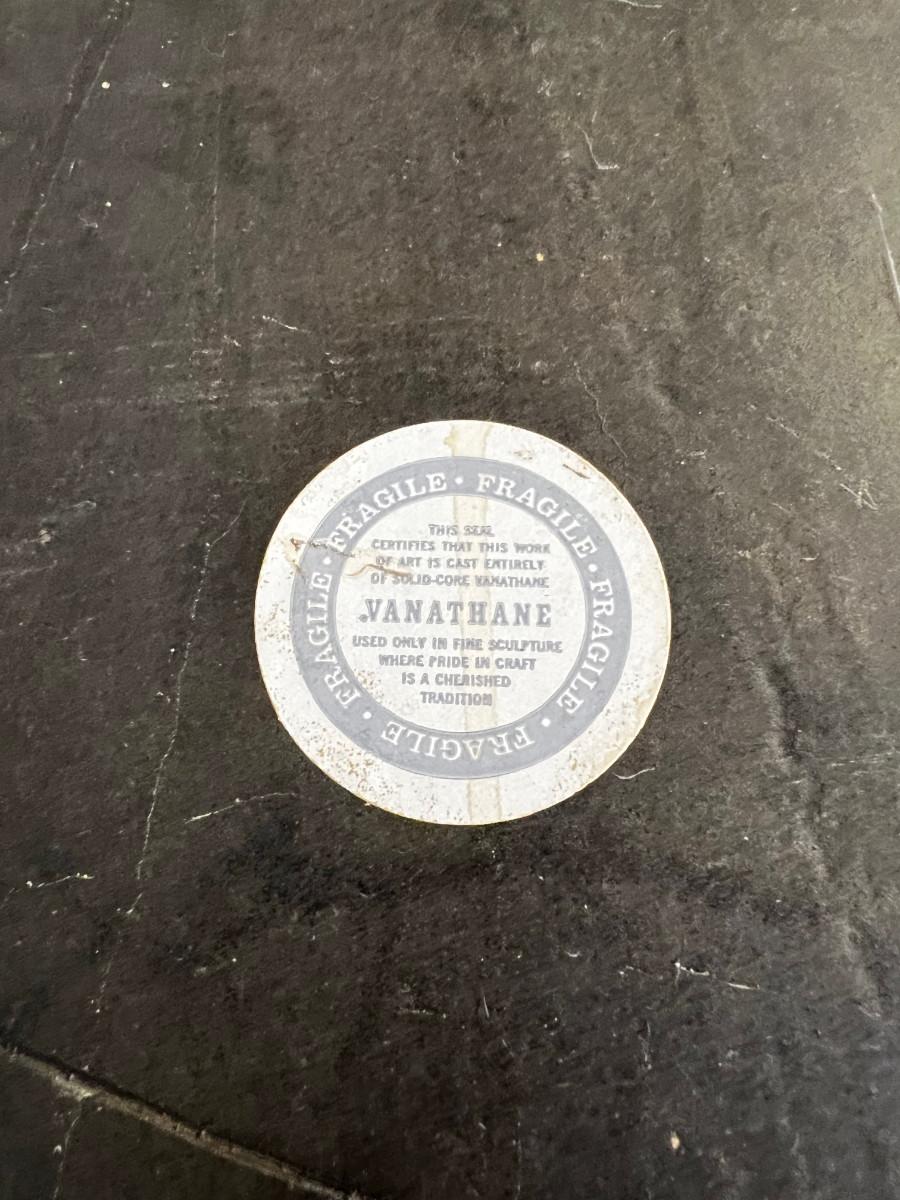 FRAGILE · FRAGILE · FRAGILE · FRAGILE · FRAGILE ·
THIS SEAL
CERTIFIES THAT THIS WORK
OF ART IS CAST ENTIRELY
OF SOLID-CORE VANATHANE
VANATHANE
USED ONLY IN FINE SCULPTURE
WHERE PRIDE IN CRAFT
IS A CHERISHED
TRADITION